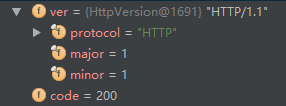 ver = {HttpVersion@1691} "HTTP/1.1"
protocol = "HTTP"
major = 1
minor = 1
code = 200